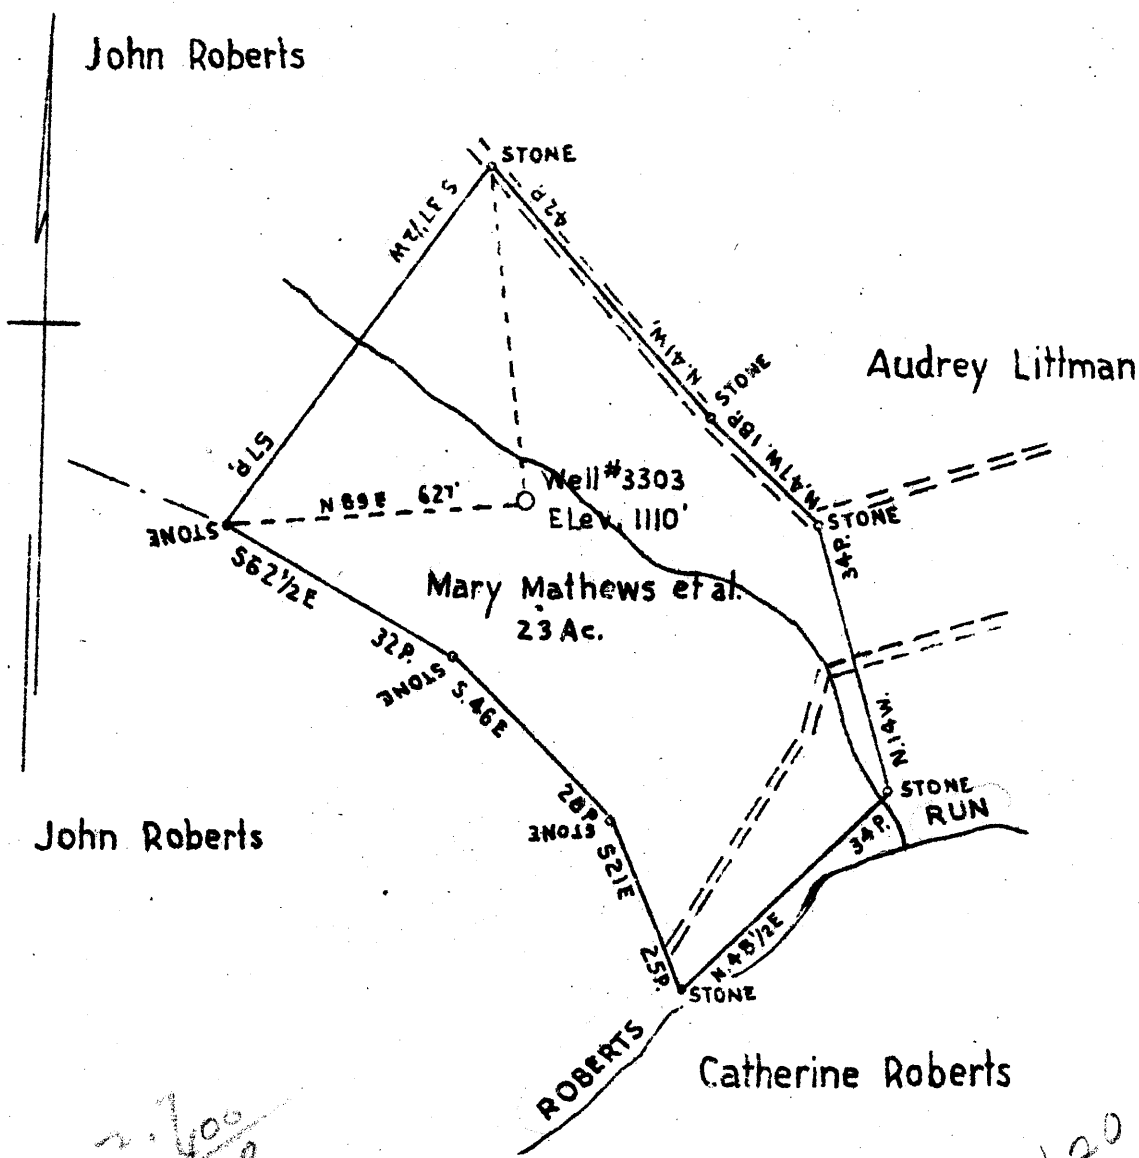 John Roberts
STONE
S 37½ W
42 P.
N. 41 W.
STONE
Audrey Littman
57 P.
N. 47 W. 18 P.
Well #3303
N 89 E 627'
ELev. 1110'
STONE
STONE
34 P.
S 62½ E
Mary Mathews et al.
23 Ac.
32 P.
STONE
S. 46 E
N. 14 W.
STONE
RUN
28 P.
STONE
34 P.
John Roberts
S 21 E
25 P.
N. 48½ E
STONE
ROBERTS
Catherine Roberts